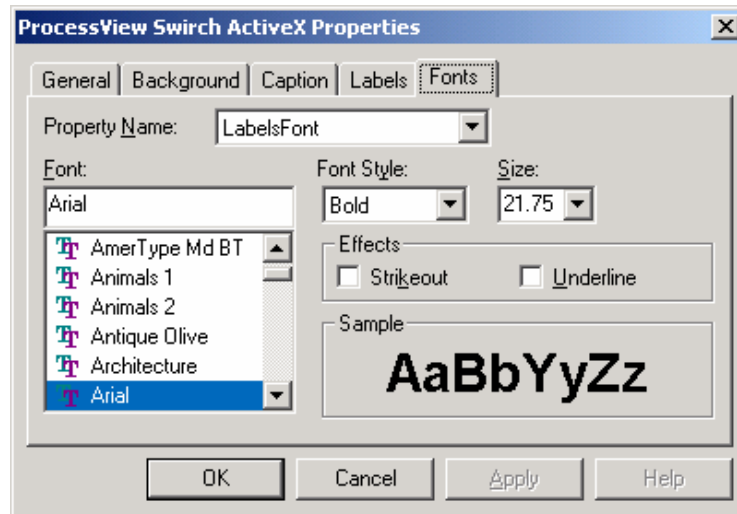 ProcessView Swirch ActiveX Properties
General Background Caption Labels Fonts
Property Name: LabelsFont
Font: Font Style: Size:
Arial Bold 21.75
AmerType Md BT
Animals 1
Animals 2
Antique Olive
Architecture
Arial
Effects
Strikeout Underline
Sample
AaBbYyZz
OK Cancel Apply Help